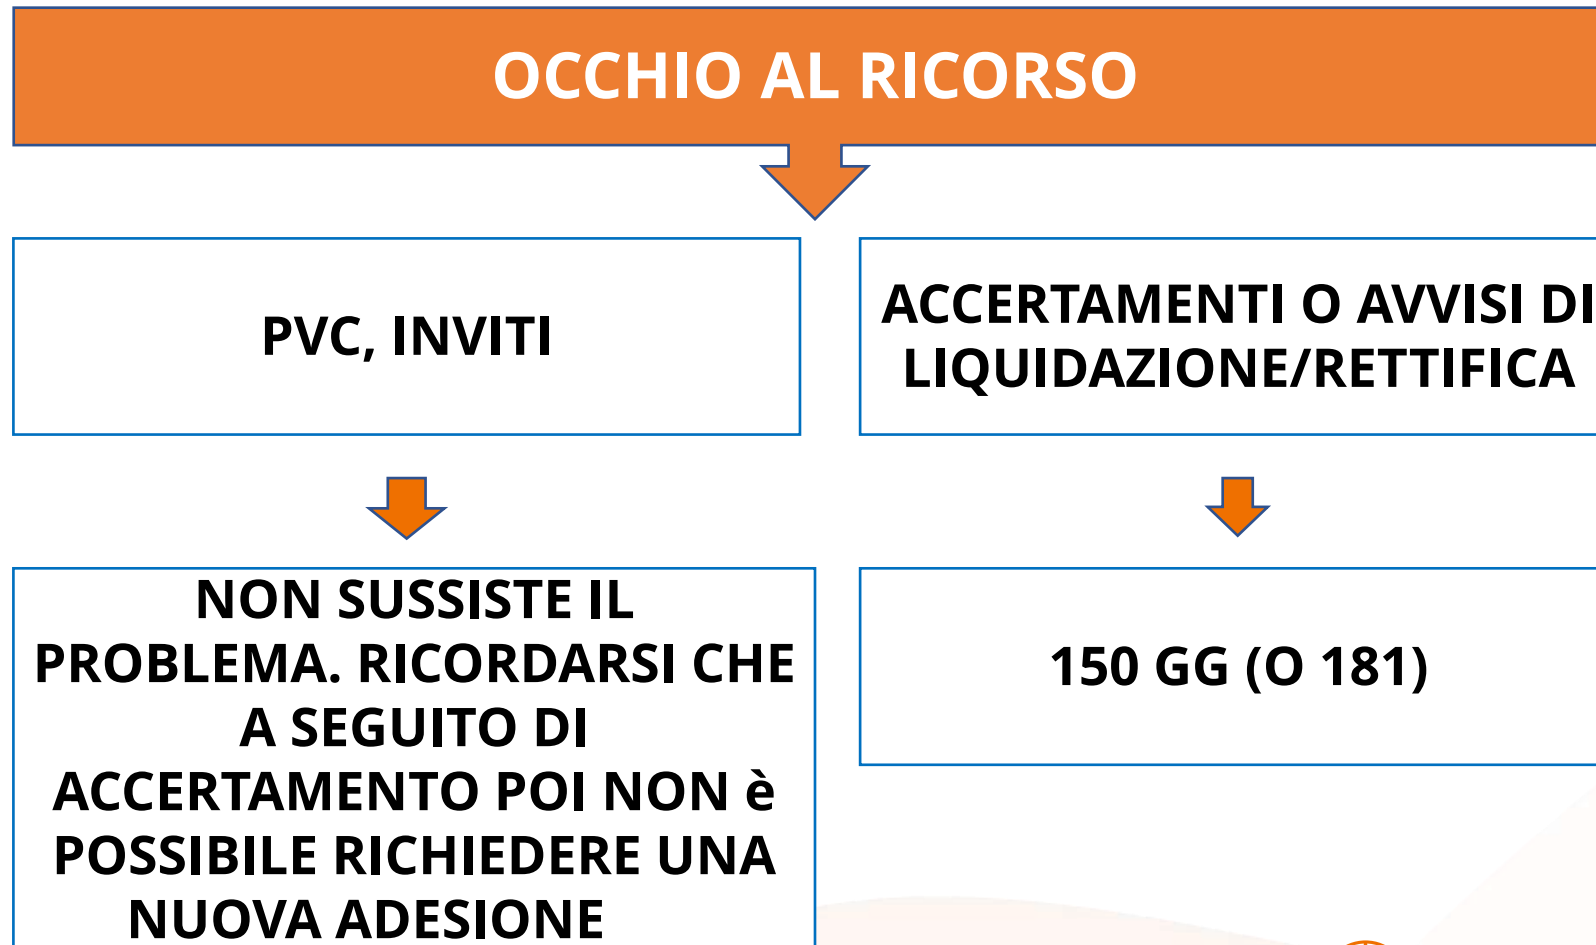 OCCHIO AL RICORSO
PVC, INVITI
ACCERTAMENTI O AVVISI DI
LIQUIDAZIONE/RETTIFICA
NON SUSSISTE IL
PROBLEMA. RICORDARSI CHE
A SEGUITO DI
ACCERTAMENTO POI NON è
POSSIBILE RICHIEDERE UNA
NUOVA ADESIONE
150 GG (O 181)